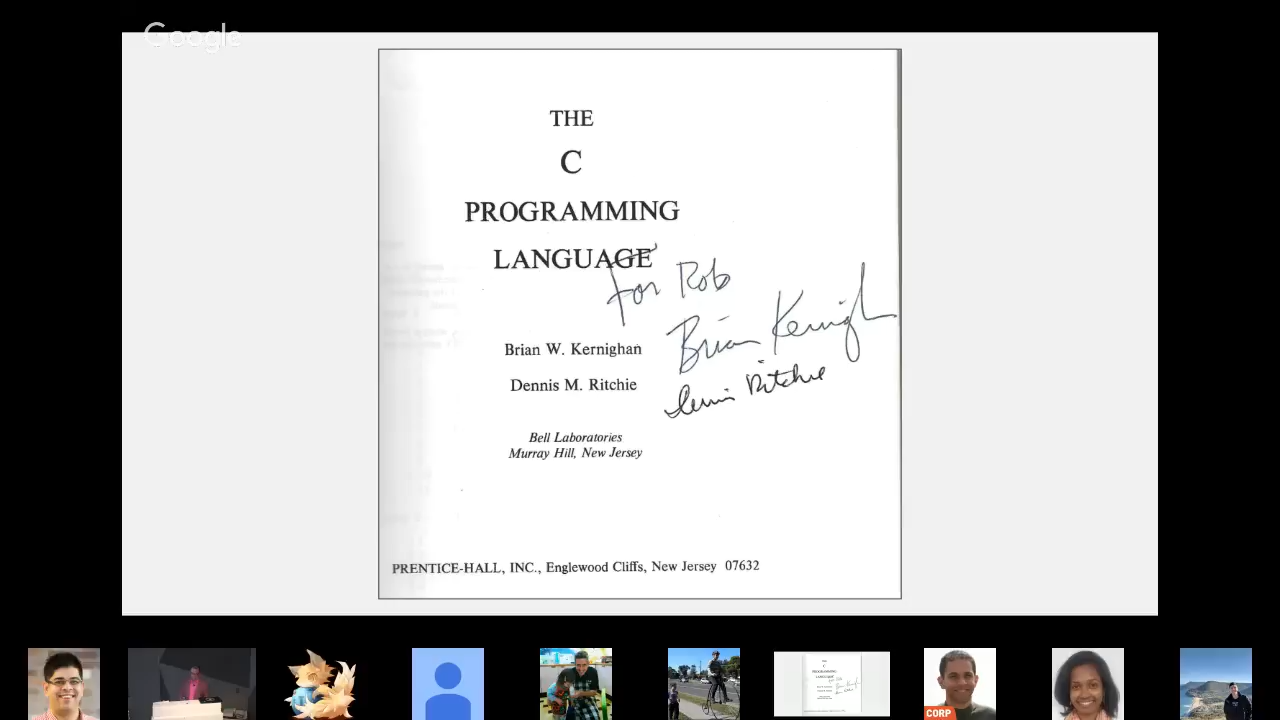 Google
THE
C
PROGRAMMING
LANGUAGE
for Rob
Brian W. Kernighan
Brian Kernigh
Dennis M. Ritchie
Dennis Ritchie
Bell Laboratories
Murray Hill, New Jersey
PRENTICE-HALL, INC., Englewood Cliffs, New Jersey 07632
CORP